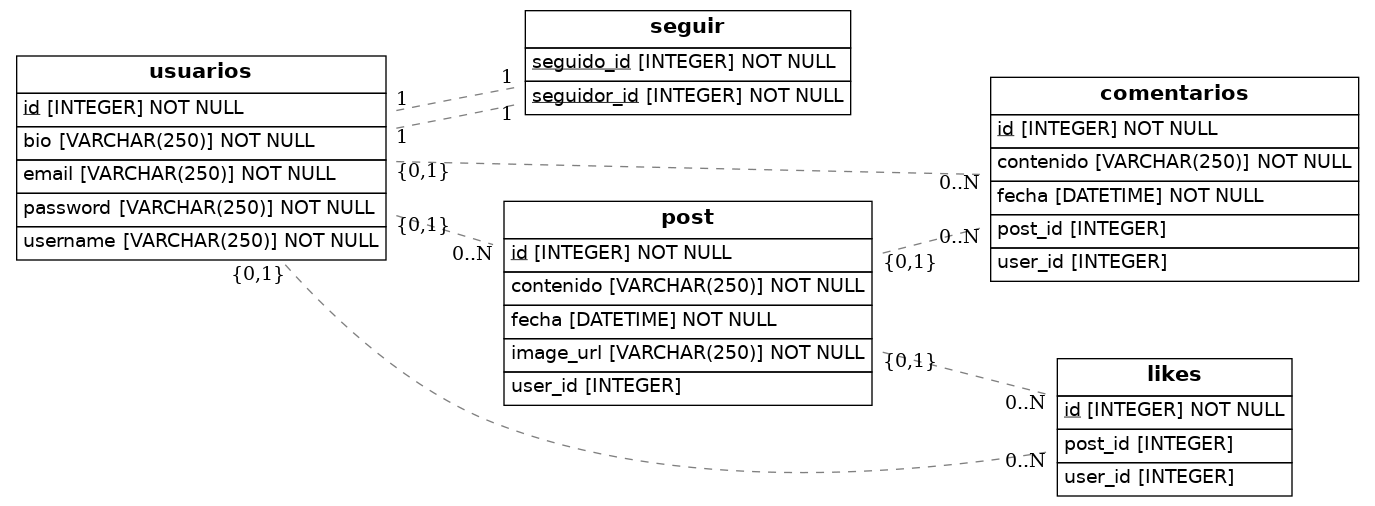 usuarios
id [INTEGER] NOT NULL
bio [VARCHAR(250)] NOT NULL
email [VARCHAR(250)] NOT NULL
password [VARCHAR(250)] NOT NULL
username [VARCHAR(250)] NOT NULL
seguir
seguido_id [INTEGER] NOT NULL
seguidor_id [INTEGER] NOT NULL
1
1
1
1
{0,1}
0..N
{0,1}
0..N
{0,1}
0..N
post
id [INTEGER] NOT NULL
contenido [VARCHAR(250)] NOT NULL
fecha [DATETIME] NOT NULL
image_url [VARCHAR(250)] NOT NULL
user_id [INTEGER]
{0,1}
0..N
{0,1}
0..N
comentarios
id [INTEGER] NOT NULL
contenido [VARCHAR(250)] NOT NULL
fecha [DATETIME] NOT NULL
post_id [INTEGER]
user_id [INTEGER]
likes
id [INTEGER] NOT NULL
post_id [INTEGER]
user_id [INTEGER]